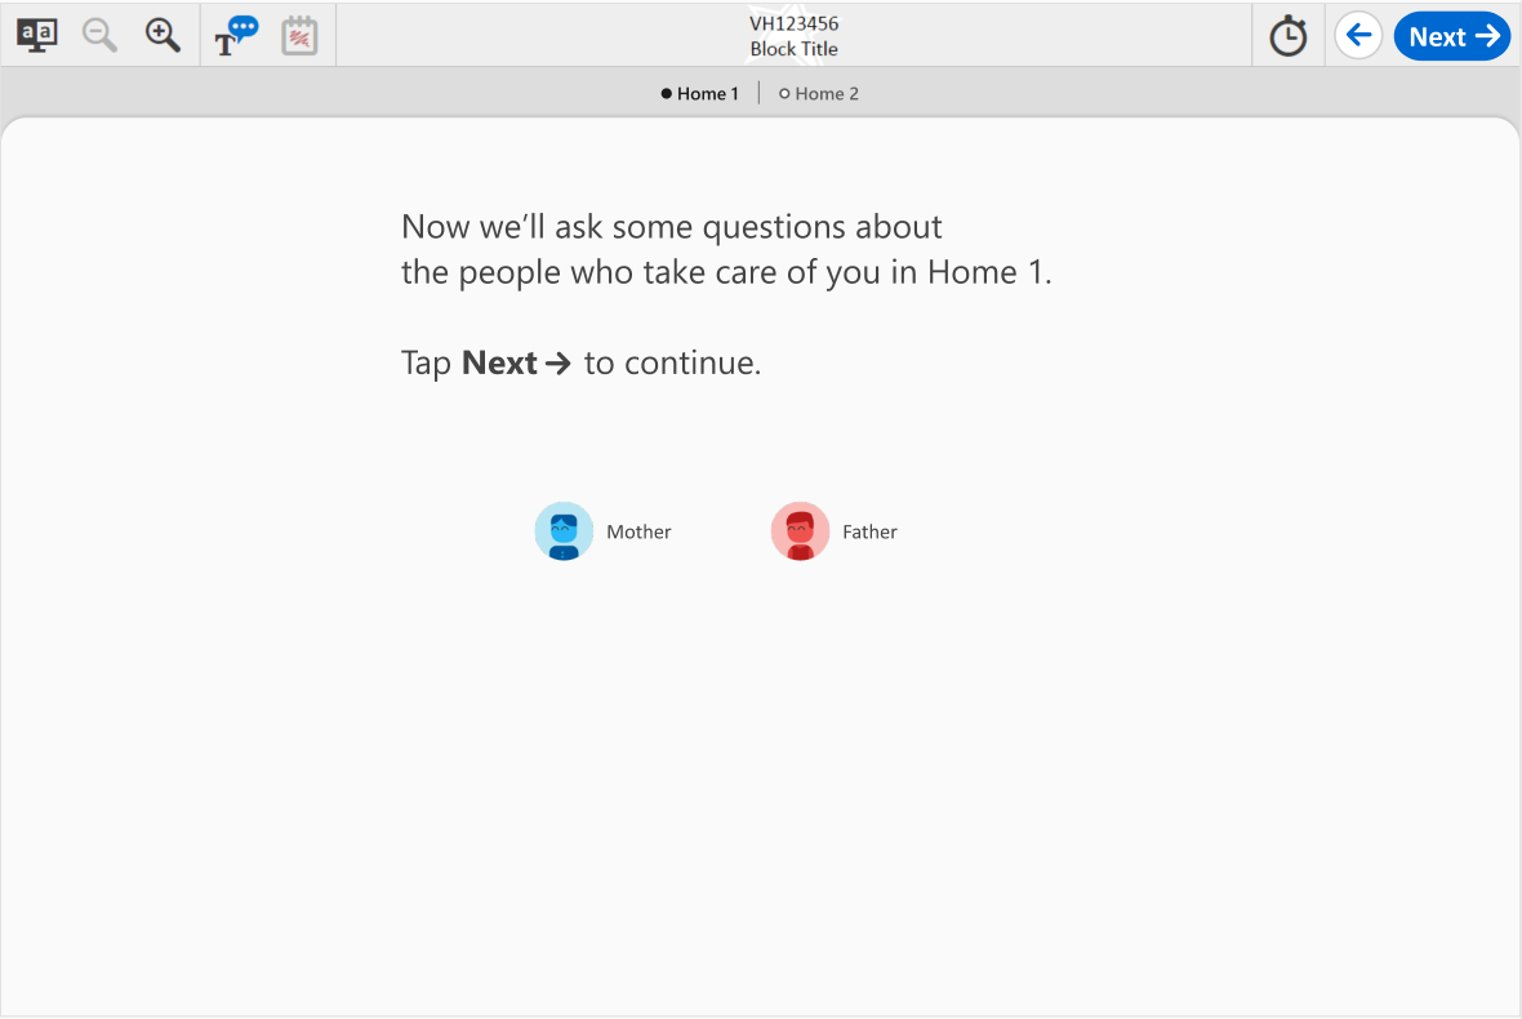 aa
VH123456
Block Title
Next →
T
● Home 1 | ○ Home 2
Now we’ll ask some questions about
the people who take care of you in Home 1.
Tap Next → to continue.
Mother
Father